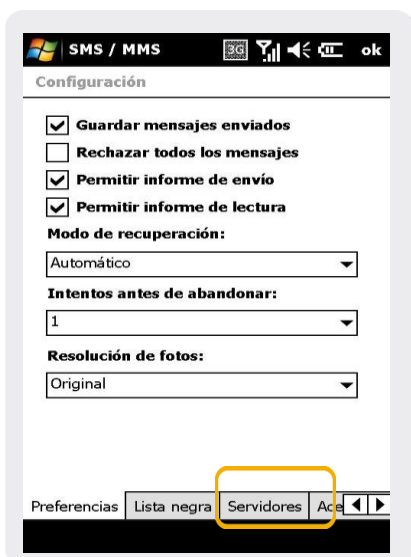 SMS / MMS 3G ok
Configuración
Guardar mensajes enviados
Rechazar todos los mensajes
Permitir informe de envío
Permitir informe de lectura
Modo de recuperación:
Automático
Intentos antes de abandonar:
1
Resolución de fotos:
Original
Preferencias Lista negra Servidores